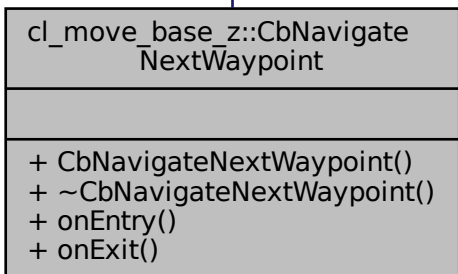 cl_move_base_z::CbNavigate
NextWaypoint
+ CbNavigateNextWaypoint()
+ ~CbNavigateNextWaypoint()
+ onEntry()
+ onExit()